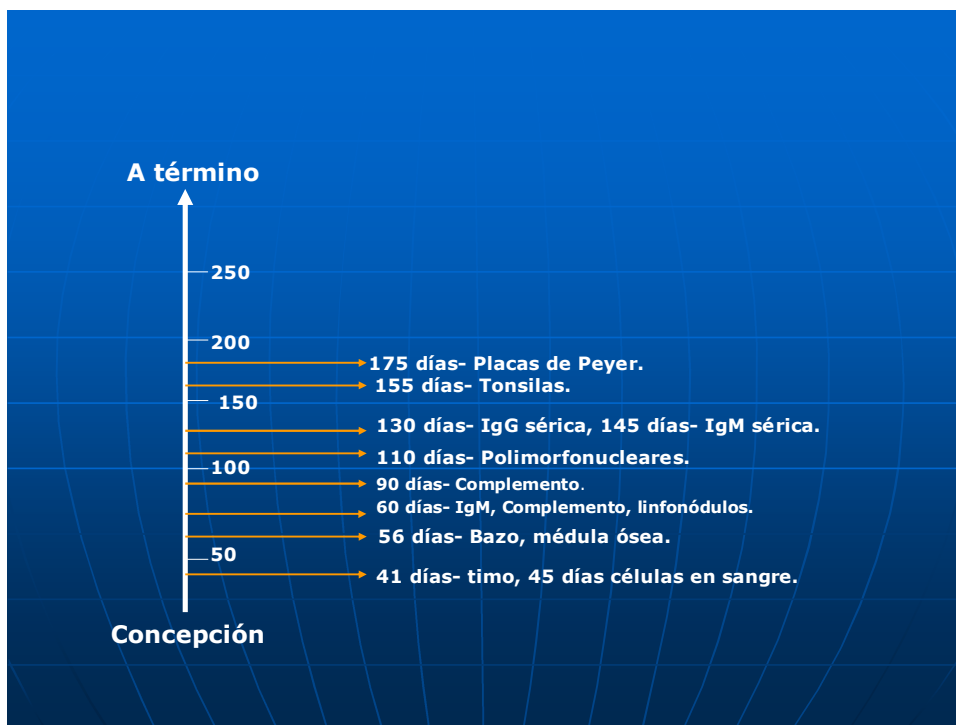 A término
250
200
175 días- Placas de Peyer.
155 días- Tonsilas.
150
130 días- IgG sérica, 145 días- IgM sérica.
110 días- Polimorfonucleares.
100
90 días- Complemento.
60 días- IgM, Complemento, linfonódulos.
56 días- Bazo, médula ósea.
50
41 días- timo, 45 días células en sangre.
Concepción